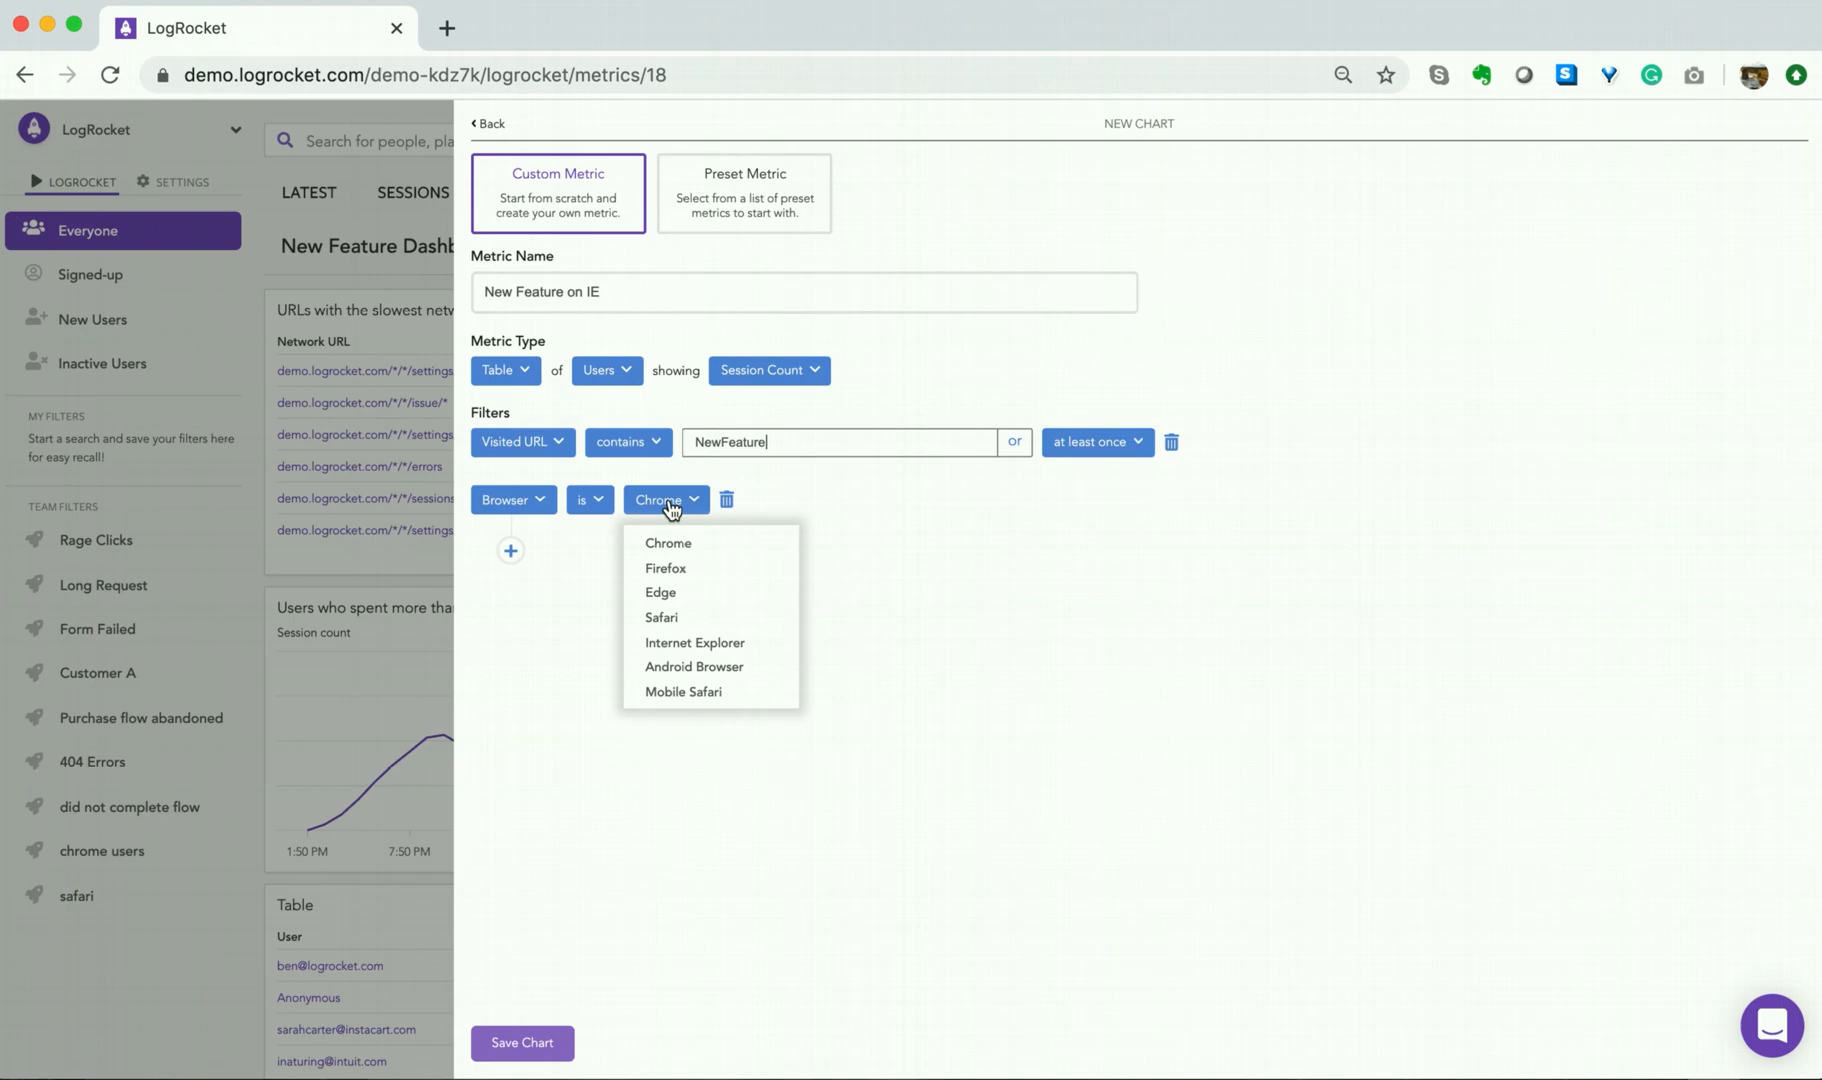 LogRocket
demo.logrocket.com/demo-kdz7k/logrocket/metrics/18
LogRocket
Search for people, pla
LOGROCKET
SETTINGS
LATEST
SESSIONS
Everyone
Signed-up
New Users
Inactive Users
MY FILTERS
Start a search and save your filters here
for easy recall!
TEAM FILTERS
Rage Clicks
Long Request
Form Failed
Customer A
Purchase flow abandoned
404 Errors
did not complete flow
chrome users
safari
New Feature Dashb
URLs with the slowest netw
Network URL
demo.logrocket.com/*/*/settings
demo.logrocket.com/*/*/issue/*
demo.logrocket.com/*/*/settings
demo.logrocket.com/*/*/errors
demo.logrocket.com/*/*/sessions
demo.logrocket.com/*/*/settings
Users who spent more tha
Session count
1:50 PM 7:50 PM
Table
User
ben@logrocket.com
Anonymous
sarahcarter@instacart.com
inaturing@intuit.com
Back
NEW CHART
Custom Metric
Start from scratch and
create your own metric.
Preset Metric
Select from a list of preset
metrics to start with.
Metric Name
New Feature on IE
Metric Type
Table of Users showing Session Count
Filters
Visited URL contains NewFeature or at least once
Browser is Chrome
Chrome
Firefox
Edge
Safari
Internet Explorer
Android Browser
Mobile Safari
Save Chart